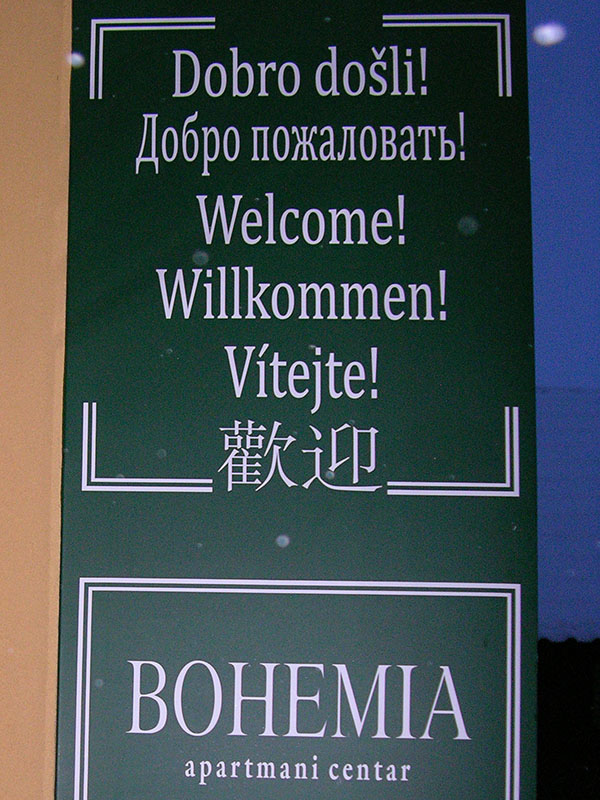 Dobro došli!
Добро пожаловать!
Welcome!
Willkommen!
Vítejte!
歡迎
BOHEMIA
apartmani centar